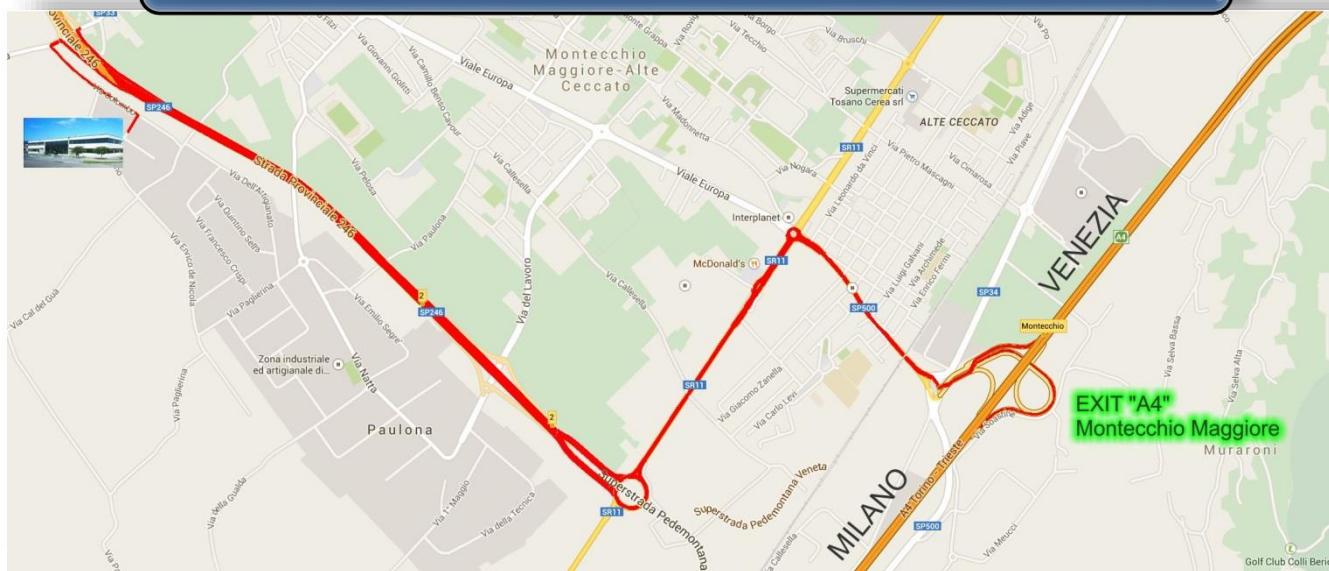 SP33
Via Filzi
Via Giovanni Giolitti
Via Camillo Benso Cavour
Viale Europa
Montecchio
Maggiore-Alte
Ceccato
Via Madonnetta
Via Tecchio
Via Borgo
Via Bruschi
Via Po
Supermercati
Tosano Cerea srl
ALTE CECCATO
Via Adige
Via Piave
SP246
SR11
Via Nogara
Via Leonardo da Vinci
Via Pietro Mascagni
Via Cimarosa
Strada Provinciale 246
Via Dell'Artigianato
Via Quintino Sella
Via Francesco Crispi
Via Enrico de Nicola
Via Pelosa
Via Paulona
Via Callesella
Viale Europa
Interplanet
McDonald's
SR11
Via Luigi Galvani
Via Archimede
Via Enrico Fermi
VENEZIA
A4
Via Cal del Guà
Via Paglierina
Via Emilio Segre'
2
SP246
Via del Lavoro
Via Callesella
SP500
SP34
Montecchio
Via Selva Bassa
Via Selva Alta
Zona industriale
ed artigianale di...
Via Natta
Via Paglierina
SR11
Via Giacomo Zanella
Via Carlo Levi
EXIT "A4"
Montecchio Maggiore
Muraroni
2
Paulona
Via della Gualda
Via 1° Maggio
Via della Tecnica
Superstrada Pedemontana
SR11
Superstrada Pedemontana Veneta
Via Callesella
MILANO
A4 Torino - Trieste
SP500
Via Meucci
Golf Club Colli Beric